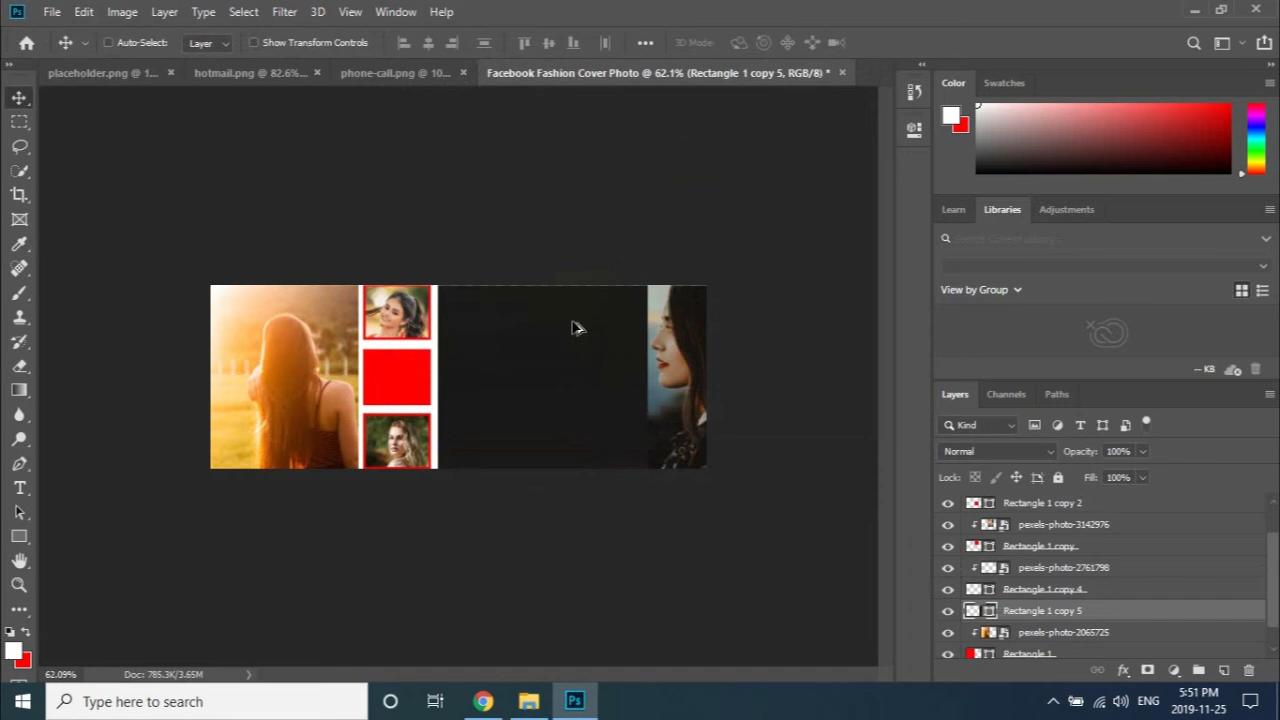 Ps File Edit Image Layer Type Select Filter 3D View Window Help
Auto-Select: Layer Show Transform Controls 3D Mode:
placeholder.png @ 1... × hotmail.png @ 82.6%... × phone-call.png @ 10... × Facebook Fashion Cover Photo @ 62.1% (Rectangle 1 copy 5, RGB/8) * ×
Color Swatches
Learn Libraries Adjustments
View by Group
-- KB
Layers Channels Paths
Kind
Normal Opacity: 100%
Lock: Fill: 100%
Rectangle 1 copy 2
pexels-photo-3142976
Rectangle 1 copy
pexels-photo-2761798
Rectangle 1 copy 4
Rectangle 1 copy 5
pexels-photo-2065725
Rectangle 1
62.09% Doc: 785.3K/3.65M
Type here to search
Ps
ENG
5:51 PM
2019-11-25